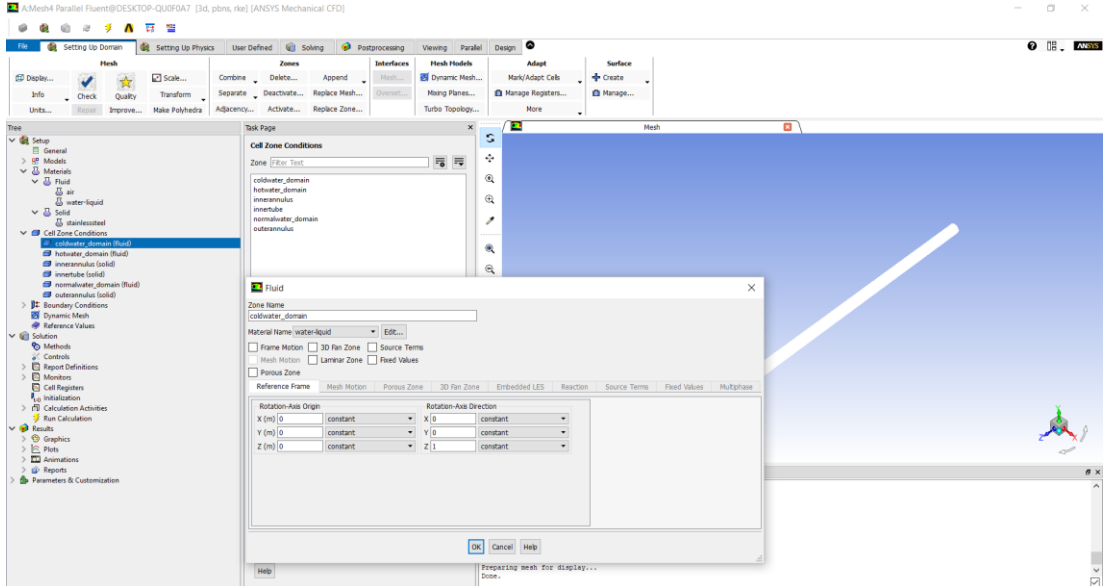 A:Mesh4 Parallel Fluent@DESKTOP-QU0F0A7 [3d, pbns, rke] [ANSYS Mechanical CFD]
File Setting Up Domain Setting Up Physics User Defined Solving Postprocessing Viewing Parallel Design ANSYS
Mesh Zones Interfaces Mesh Models Adapt Surface
Display... Scale... Combine Delete... Append Mesh... Dynamic Mesh... Mark/Adapt Cells Create
Info Check Quality Transform Separate Deactivate... Replace Mesh... Overset... Mixing Planes... Manage Registers... Manage...
Units... Repair Improve... Make Polyhedra Adjacency... Activate... Replace Zone... Turbo Topology... More
Tree
Setup
General
Models
Materials
Fluid
air
water-liquid
Solid
stainlesssteel
Cell Zone Conditions
coldwater_domain (fluid)
hotwater_domain (fluid)
innerannulus (solid)
innertube (solid)
normalwater_domain (fluid)
outerannulus (solid)
Boundary Conditions
Dynamic Mesh
Reference Values
Solution
Methods
Controls
Report Definitions
Monitors
Cell Registers
Initialization
Calculation Activities
Run Calculation
Results
Graphics
Plots
Animations
Reports
Parameters & Customization
Task Page
Cell Zone Conditions
Zone Filter Text
coldwater_domain
hotwater_domain
innerannulus
innertube
normalwater_domain
outerannulus
Help
Mesh
Y
Z X
Fluid
Zone Name
coldwater_domain
Material Name water-liquid Edit...
Frame Motion 3D Fan Zone Source Terms
Mesh Motion Laminar Zone Fixed Values
Porous Zone
Reference Frame Mesh Motion Porous Zone 3D Fan Zone Embedded LES Reaction Source Terms Fixed Values Multiphase
Rotation-Axis Origin Rotation-Axis Direction
X (m) 0 constant X 0 constant
Y (m) 0 constant Y 0 constant
Z (m) 0 constant Z 1 constant
OK Cancel Help
Preparing mesh for display...
Done.